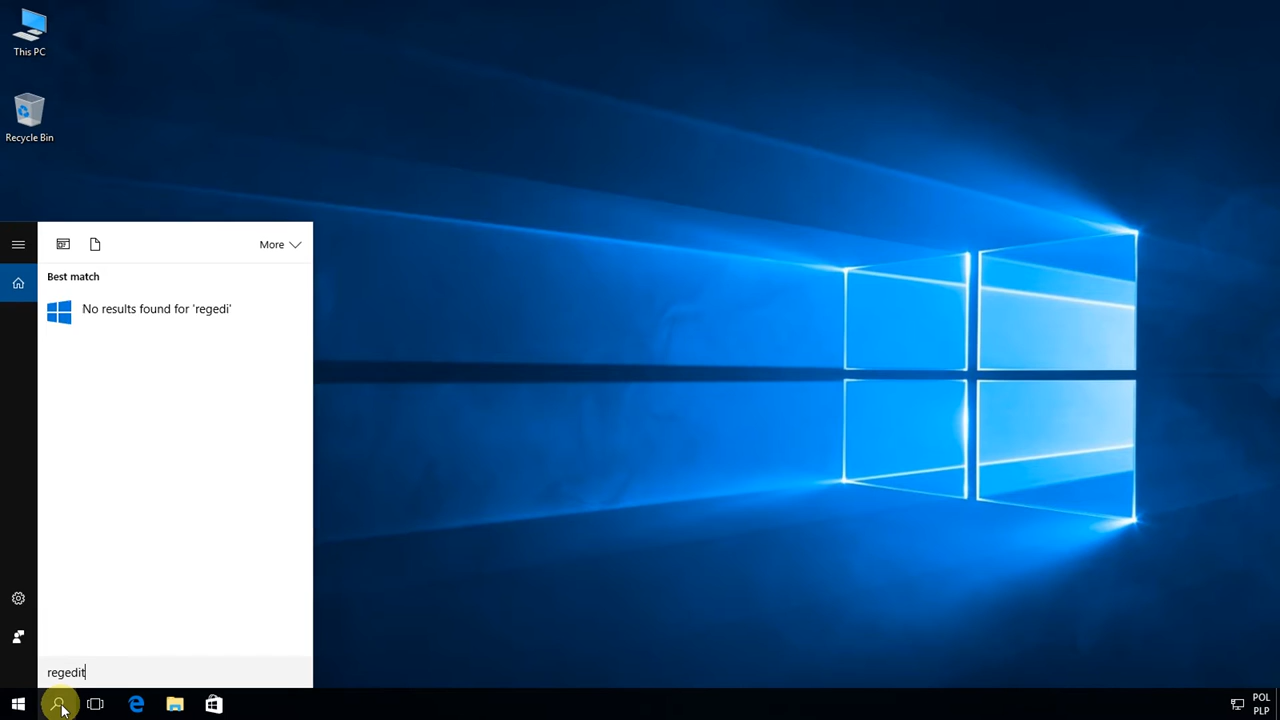 This PC
Recycle Bin
More
Best match
No results found for 'regedi'
regedit
POL
PLP